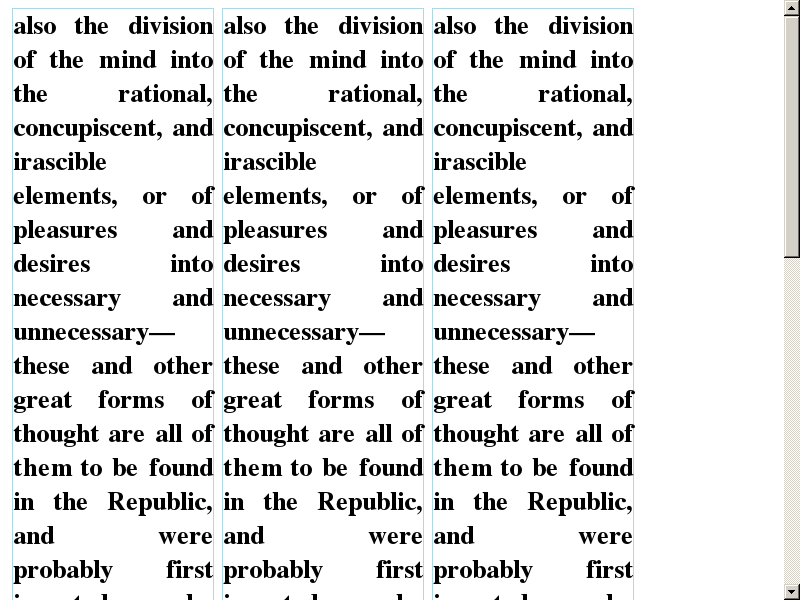 also the division
of the mind into
the rational,
concupiscent, and
irascible
elements, or of
pleasures and
desires into
necessary and
unnecessary—
these and other
great forms of
thought are all of
them to be found
in the Republic,
and were
probably first
also the division
of the mind into
the rational,
concupiscent, and
irascible
elements, or of
pleasures and
desires into
necessary and
unnecessary—
these and other
great forms of
thought are all of
them to be found
in the Republic,
and were
probably first
also the division
of the mind into
the rational,
concupiscent, and
irascible
elements, or of
pleasures and
desires into
necessary and
unnecessary—
these and other
great forms of
thought are all of
them to be found
in the Republic,
and were
probably first